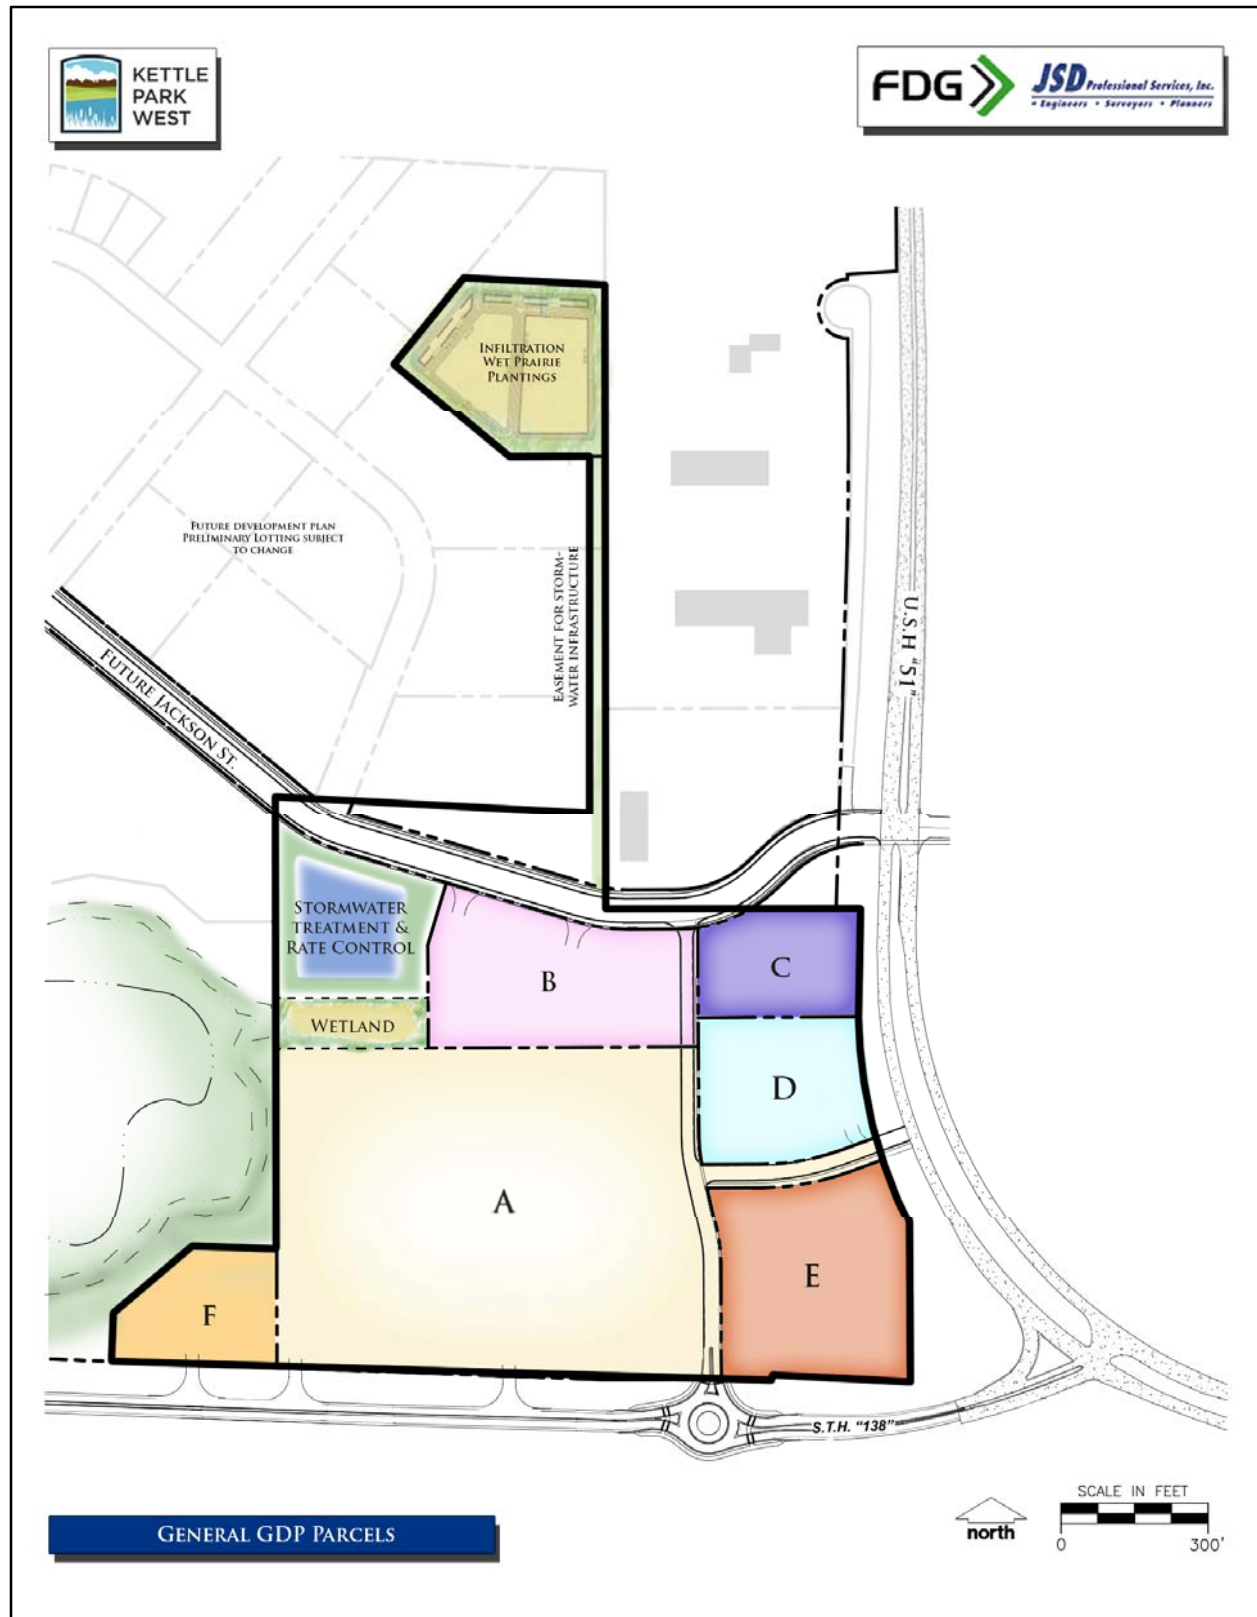 KETTLE
PARK
WEST
FDG
JSD Professional Services, Inc.
• Engineers • Surveyors • Planners
INFILTRATION
WET PRAIRIE
PLANTINGS
FUTURE DEVELOPMENT PLAN
PRELIMINARY LOTTING SUBJECT
TO CHANGE
EASEMENT FOR STORM-
WATER INFRASTRUCTURE
U.S.H "51"
FUTURE JACKSON ST.
STORMWATER
TREATMENT &
RATE CONTROL
B
C
WETLAND
D
A
E
F
S.T.H. "138"
GENERAL GDP PARCELS
north
SCALE IN FEET
0 300'